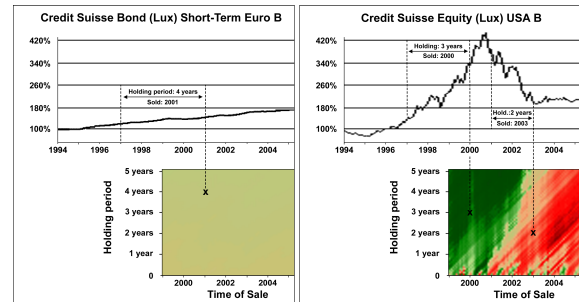 Credit Suisse Bond (Lux) Short-Term Euro B
420%
340%
260%
180%
100%
Holding period: 4 years
Sold: 2001
1994 1996 1998 2000 2002 2004
5 years
4 years
3 years
2 years
1 year
0
Holding period
X
2000 2002 2004
Time of Sale
Credit Suisse Equity (Lux) USA B
420%
340%
260%
180%
100%
Holding: 3 years
Sold: 2000
Hold.:2 years
Sold: 2003
1994 1996 1998 2000 2002 2004
5 years
4 years
3 years
2 years
1 year
0
Holding period
X
X
2000 2002 2004
Time of Sale